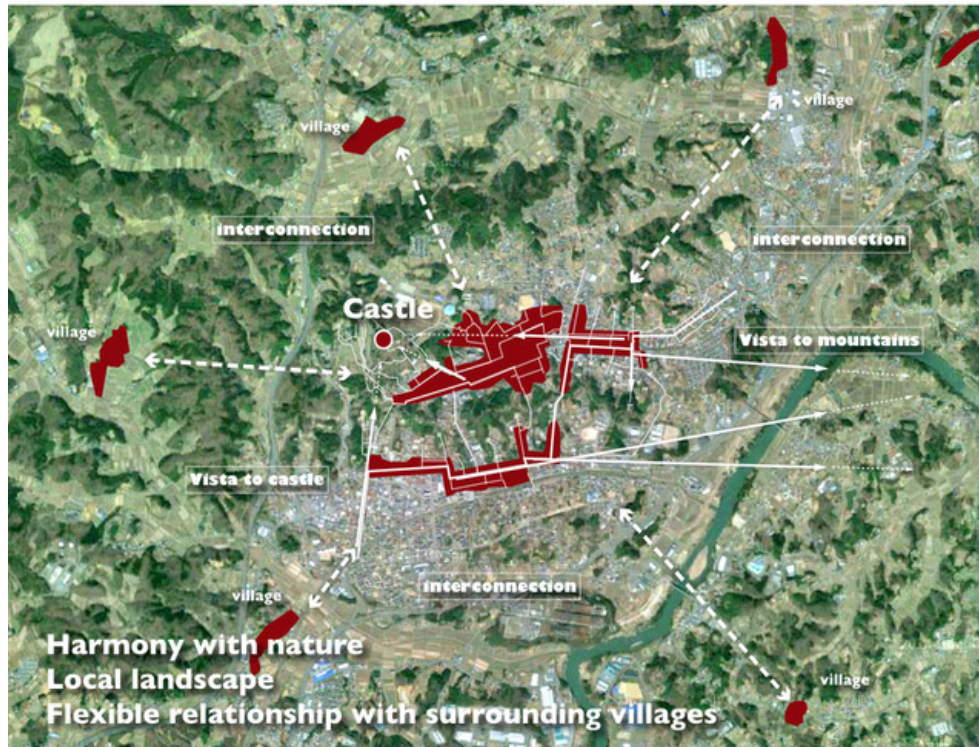 village
village
interconnection
interconnection
Castle
village
Vista to mountains
Vista to castle
interconnection
village
village
Harmony with nature
Local landscape
Flexible relationship with surrounding villages